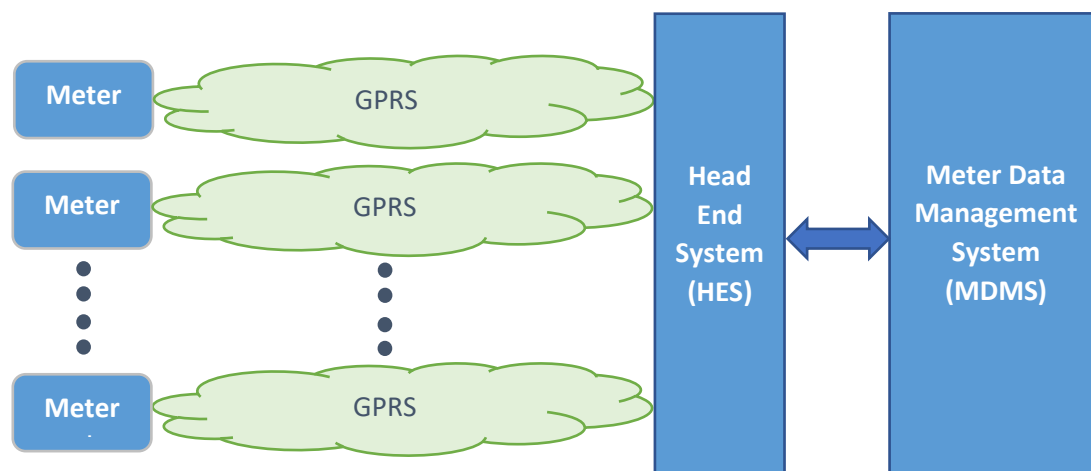 Meter
GPRS
Meter
GPRS
Meter
GPRS
Head
End
System
(HES)
Meter Data
Management
System
(MDMS)